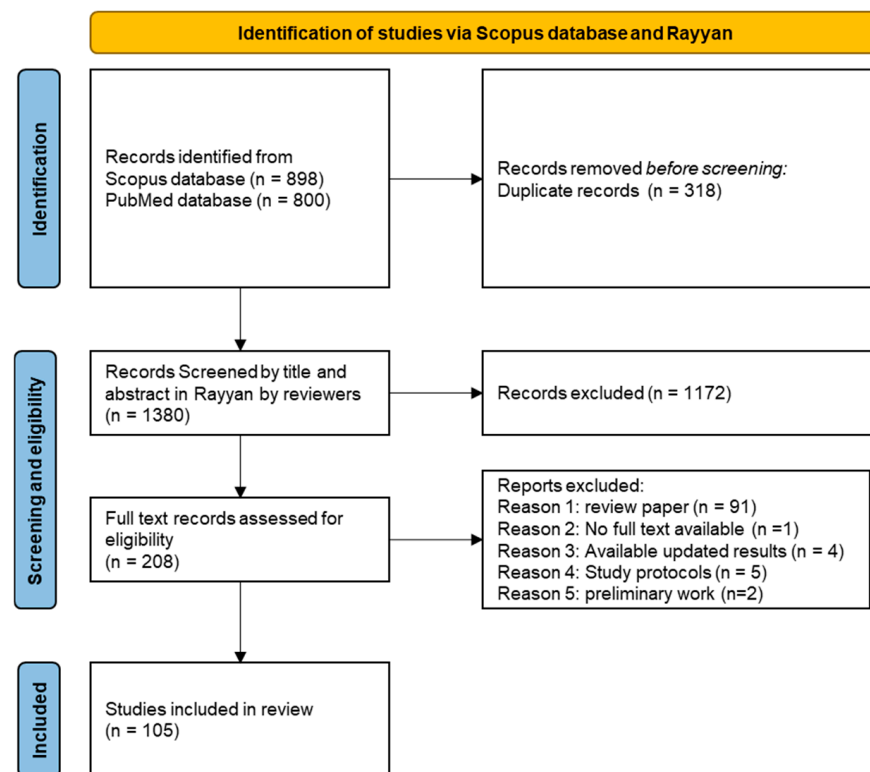 Identification of studies via Scopus database and Rayyan
Identification
Records identified from
Scopus database (n = 898)
PubMed database (n = 800)
Records removed before screening:
Duplicate records (n = 318)
Screening and eligibility
Records Screened by title and
abstract in Rayyan by reviewers
(n = 1380)
Records excluded (n = 1172)
Full text records assessed for
eligibility
(n = 208)
Reports excluded:
Reason 1: review paper (n = 91)
Reason 2: No full text available (n =1)
Reason 3: Available updated results (n = 4)
Reason 4: Study protocols (n = 5)
Reason 5: preliminary work (n=2)
Included
Studies included in review
(n = 105)